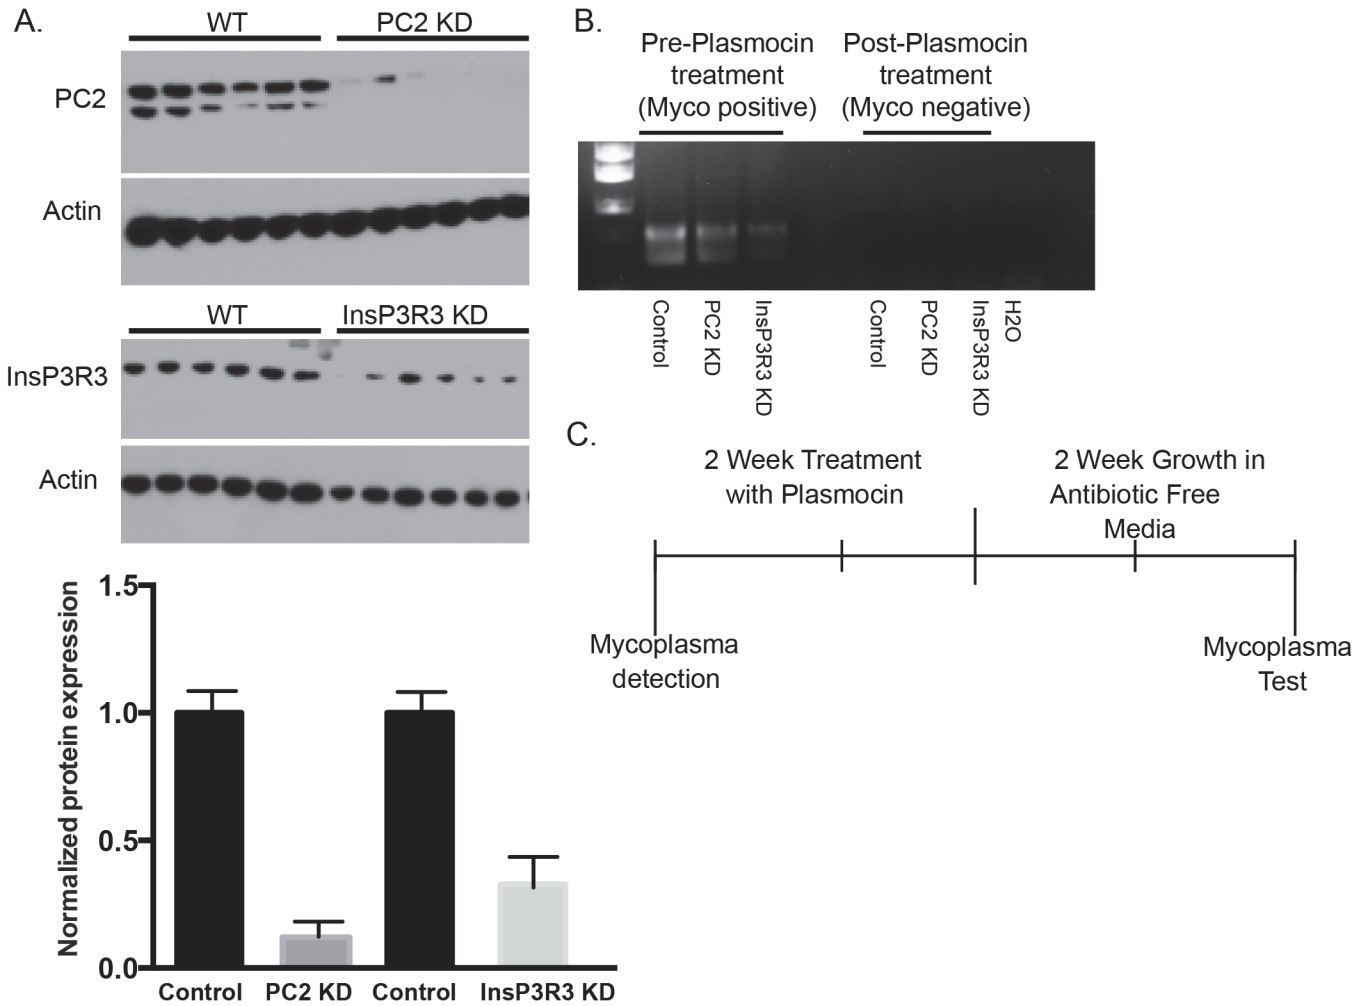 A.
WT
PC2 KD
PC2
Actin
WT
InsP3R3 KD
InsP3R3
Actin
Normalized protein expression
1.5
1.0
0.5
0.0
Control
PC2 KD
Control
InsP3R3 KD
B.
Pre-Plasmocin
treatment
(Myco positive)
Post-Plasmocin
treatment
(Myco negative)
Control
PC2 KD
InsP3R3 KD
Control
PC2 KD
InsP3R3 KD
H2O
C.
2 Week Treatment
with Plasmocin
2 Week Growth in
Antibiotic Free
Media
Mycoplasma
detection
Mycoplasma
Test